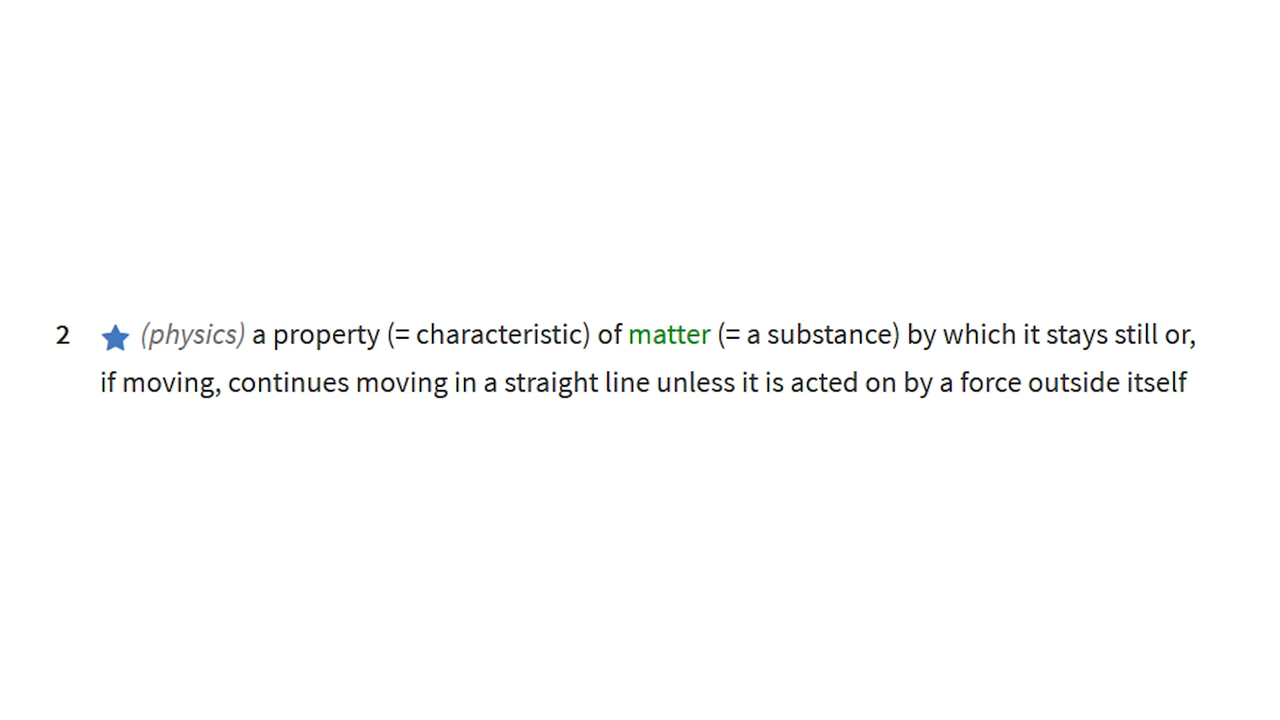 2 ★ (physics) a property (= characteristic) of matter (= a substance) by which it stays still or,
if moving, continues moving in a straight line unless it is acted on by a force outside itself